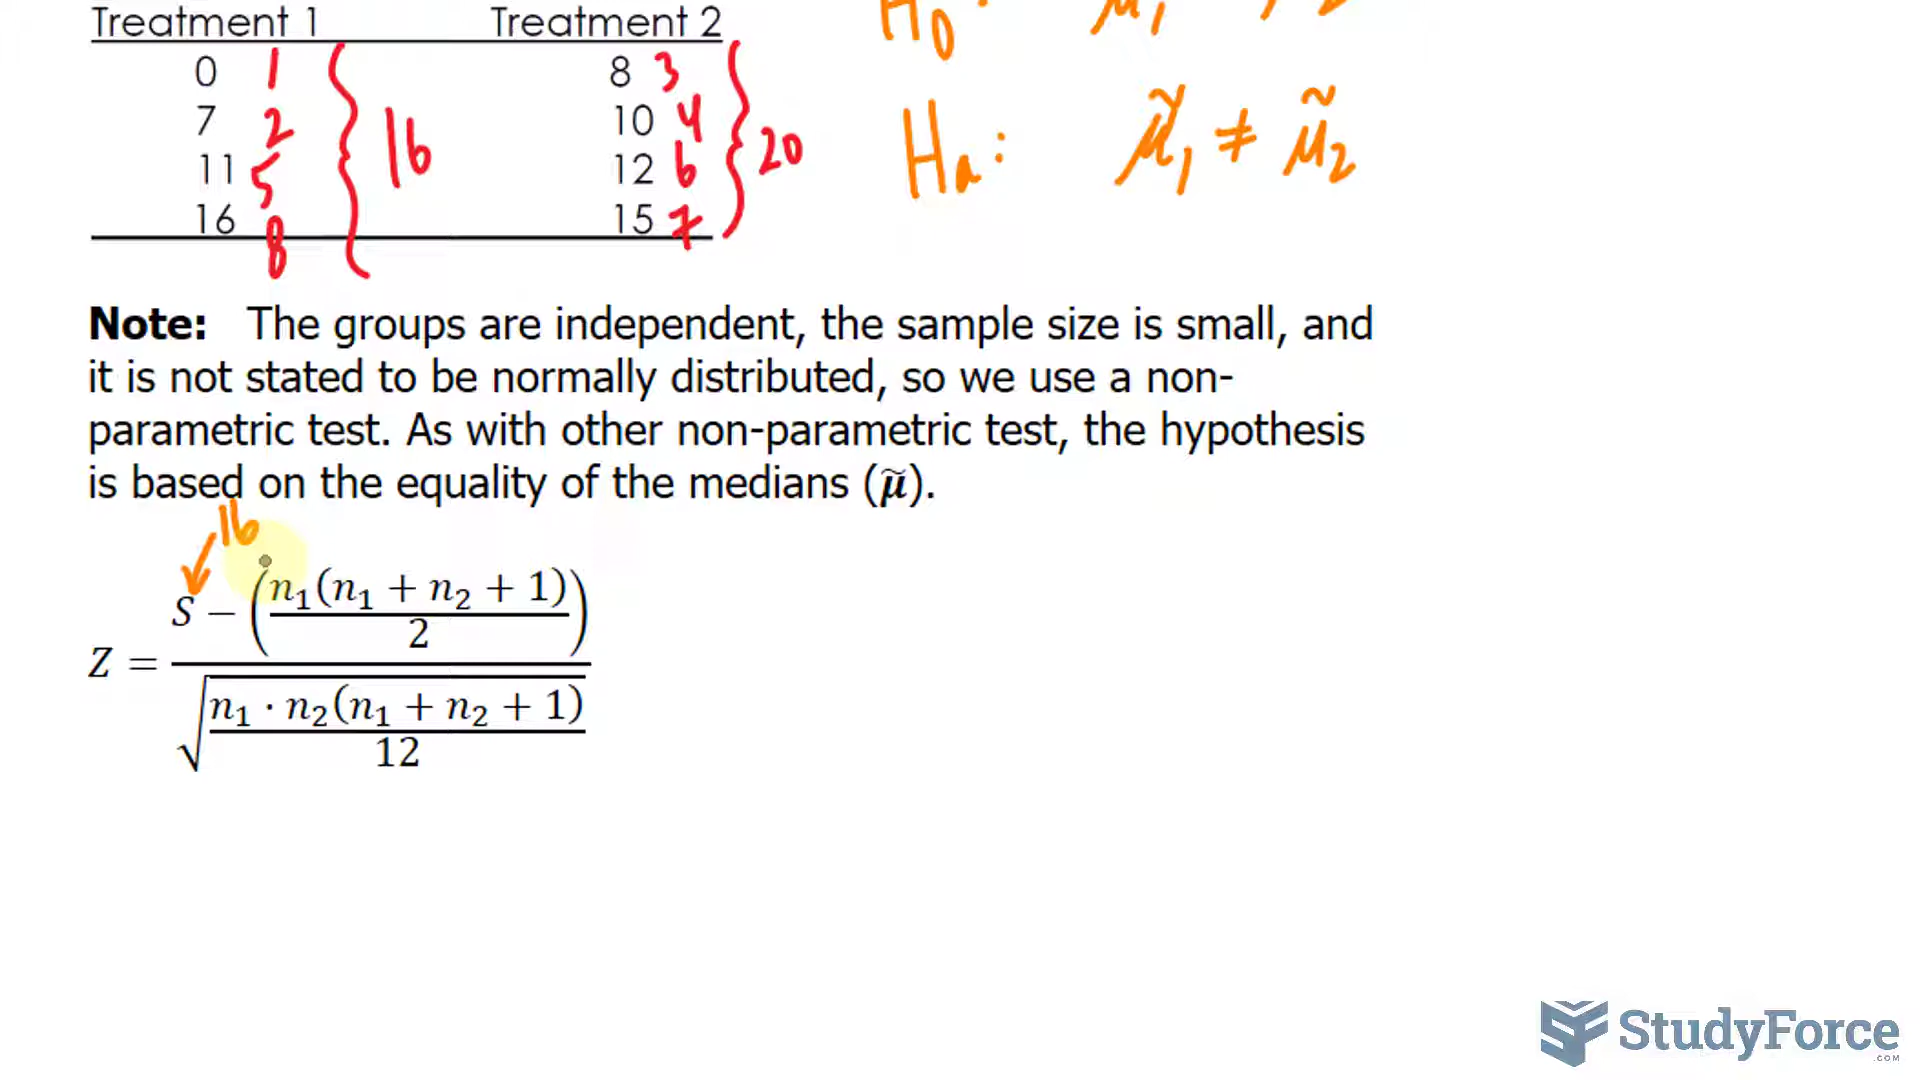 Treatment 1 Treatment 2
H0:
0 1 8 3
7 2 10 4
11 5 12 6
16 8 15 7
16 20
Ha: μ̃1 ≠ μ̃2
Note: The groups are independent, the sample size is small, and
it is not stated to be normally distributed, so we use a non-
parametric test. As with other non-parametric test, the hypothesis
is based on the equality of the medians (μ̃).
16
Z = (S − (n₁(n₁ + n₂ + 1)/2)) / √(n₁ · n₂(n₁ + n₂ + 1)/12)
StudyForce
.COM